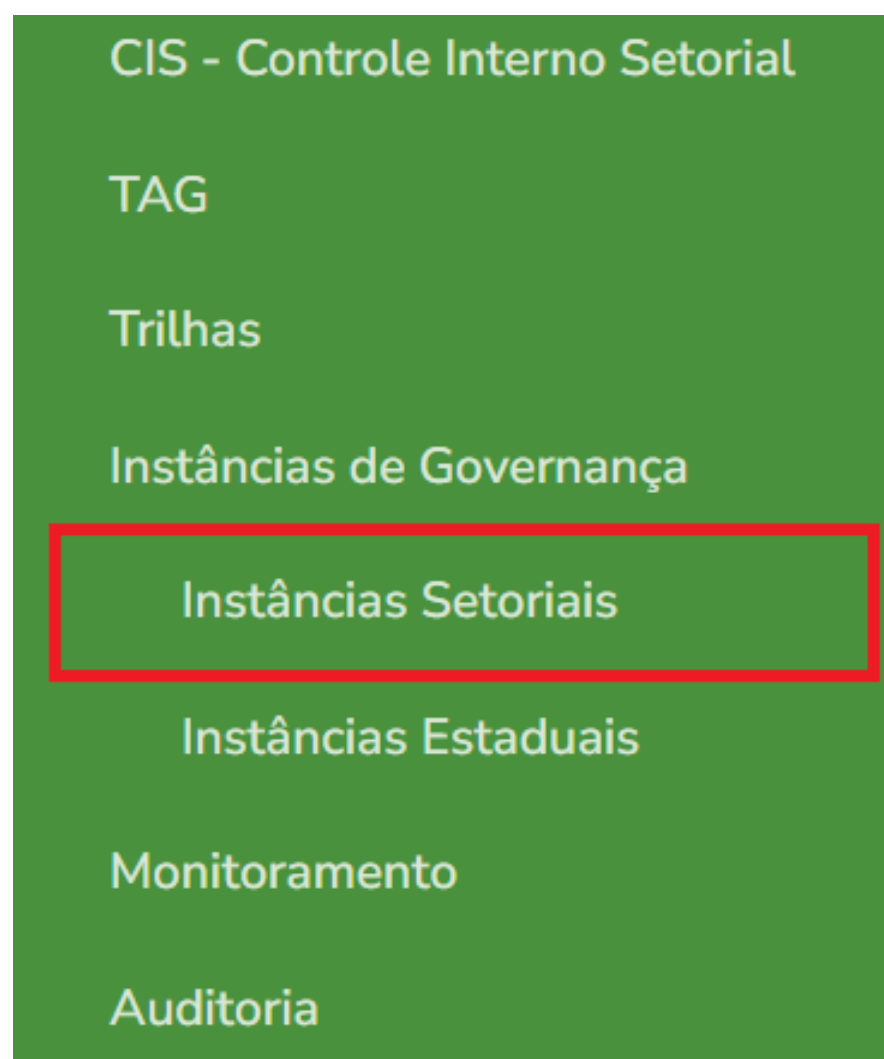 CIS - Controle Interno Setorial
TAG
Trilhas
Instâncias de Governança
Instâncias Setoriais
Instâncias Estaduais
Monitoramento
Auditoria